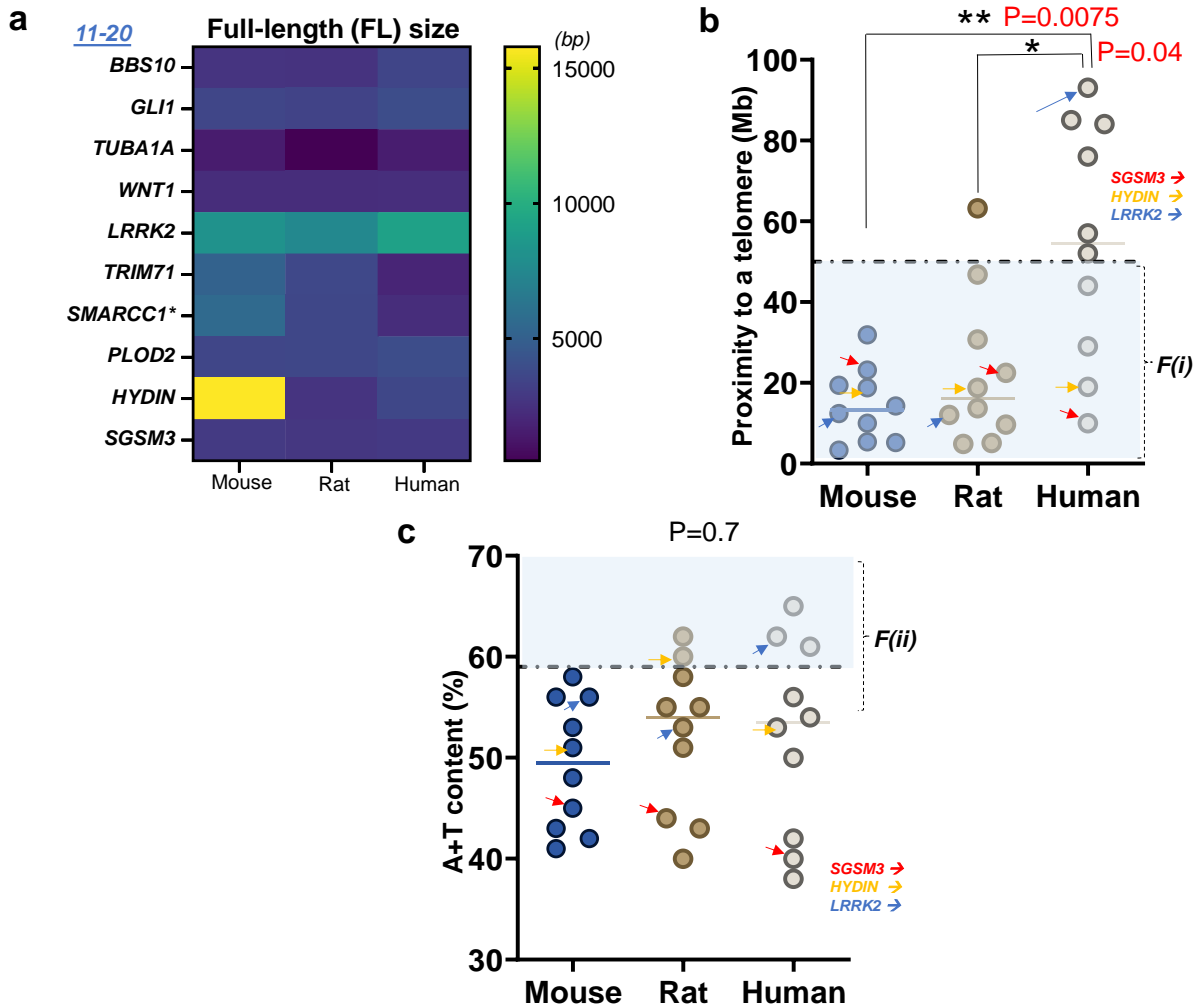 a
11-20
Full-length (FL) size
(bp)
BBS10
GLI1
TUBA1A
WNT1
LRRK2
TRIM71
SMARCC1*
PLOD2
HYDIN
SGSM3
15000
10000
5000
Mouse Rat Human
b
** P=0.0075
* P=0.04
Proximity to a telomere (Mb)
100
80
60
40
20
0
SGSM3 →
HYDIN →
LRRK2 →
F(i)
Mouse Rat Human
c
P=0.7
A+T content (%)
70
60
50
40
30
F(ii)
SGSM3 →
HYDIN →
LRRK2 →
Mouse Rat Human